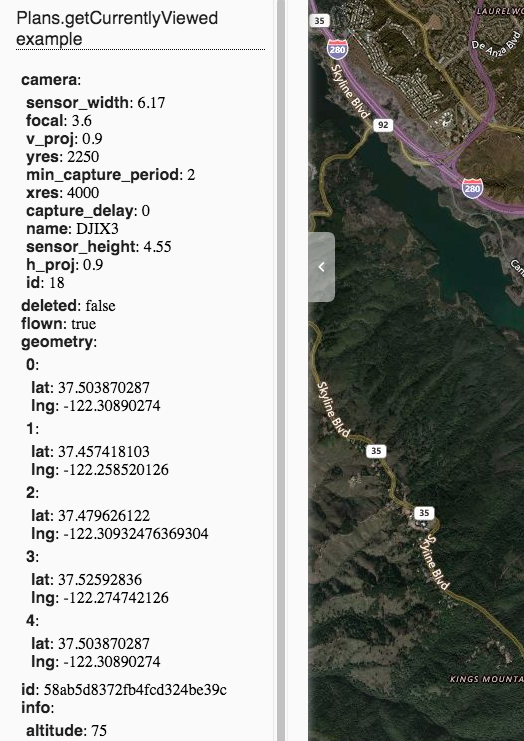 Plans.getCurrentlyViewed
example
camera:
sensor_width: 6.17
focal: 3.6
v_proj: 0.9
yres: 2250
min_capture_period: 2
xres: 4000
capture_delay: 0
name: DJIX3
sensor_height: 4.55
h_proj: 0.9
id: 18
deleted: false
flown: true
geometry:
0:
lat: 37.503870287
lng: -122.30890274
1:
lat: 37.457418103
lng: -122.258520126
2:
lat: 37.479626122
lng: -122.30932476369304
3:
lat: 37.52592836
lng: -122.274742126
4:
lat: 37.503870287
lng: -122.30890274
id: 58ab5d8372fb4fcd324be39c
info:
altitude: 75
LAURELWO
35
De Anza Blvd
280
Skyline Blvd
92
280
Can
Skyline Blvd
35
35
Skyline Blvd
KINGS MOUNTA